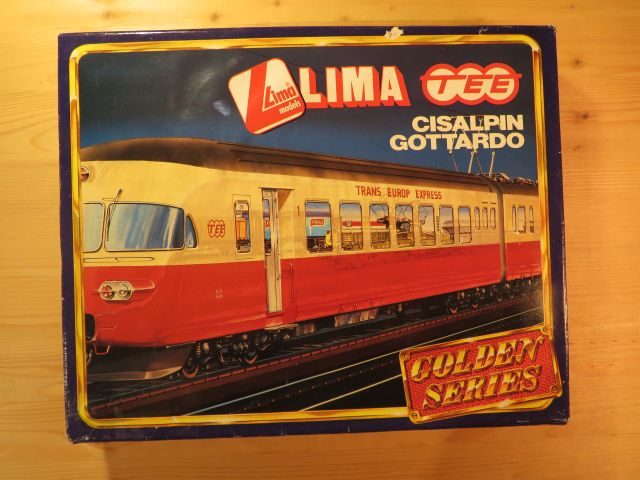 Lima
models
LIMA
TEE
CISALPIN
GOTTARDO
TRANS EUROP EXPRESS
TEE
GOLDEN
SERIES